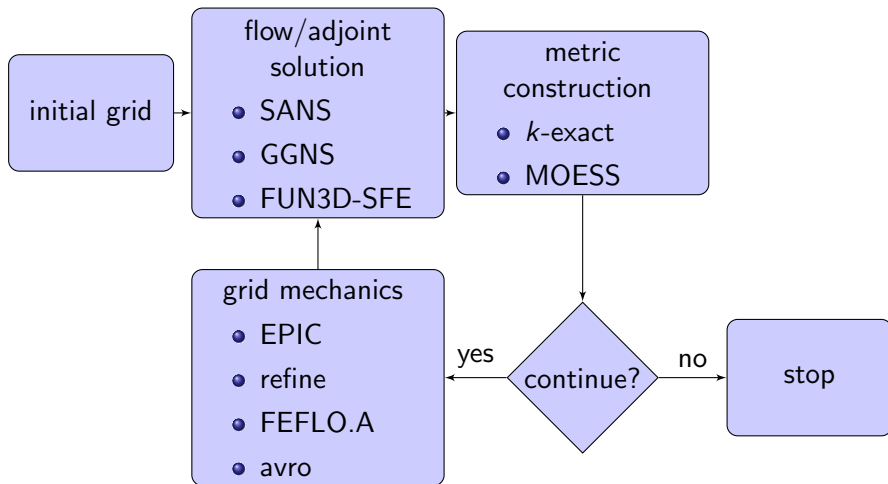 initial grid
flow/adjoint
solution
SANS
GGNS
FUN3D-SFE
metric
construction
k-exact
MOESS
grid mechanics
EPIC
refine
FEFLO.A
avro
yes
continue?
no
stop